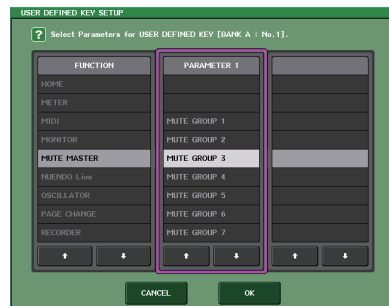 USER DEFINED KEY SETUP
? Select Parameters for USER DEFINED KEY [BANK A : No.1].
FUNCTION
HOME
METER
MIDI
MONITOR
MUTE MASTER
NUENDO Live
OSCILLATOR
PAGE CHANGE
RECORDER
PARAMETER 1
MUTE GROUP 1
MUTE GROUP 2
MUTE GROUP 3
MUTE GROUP 4
MUTE GROUP 5
MUTE GROUP 6
MUTE GROUP 7
CANCEL
OK